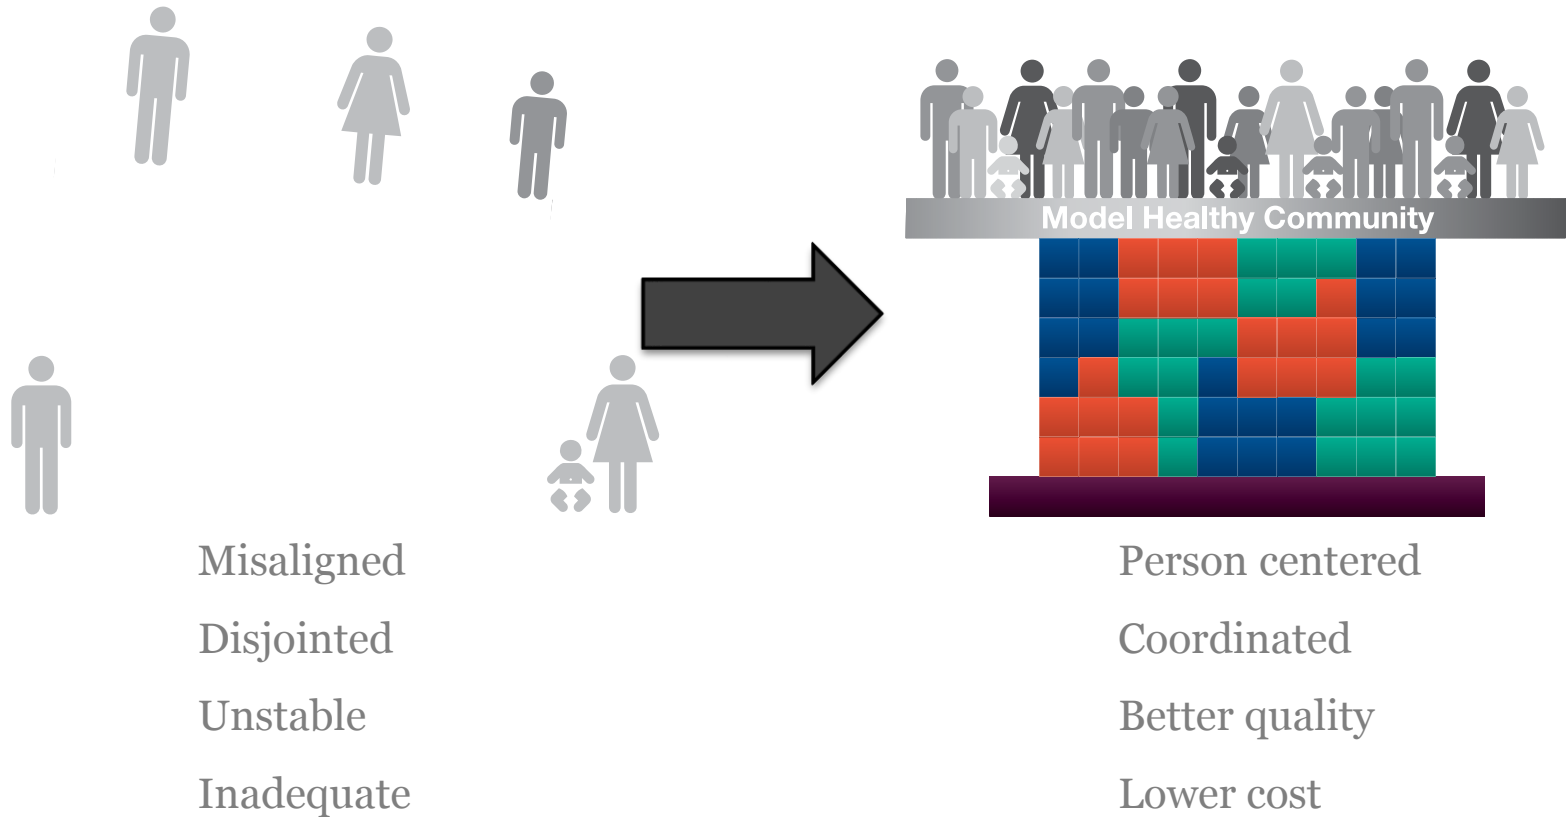 Model Healthy Community
Misaligned
Disjointed
Unstable
Inadequate
Person centered
Coordinated
Better quality
Lower cost